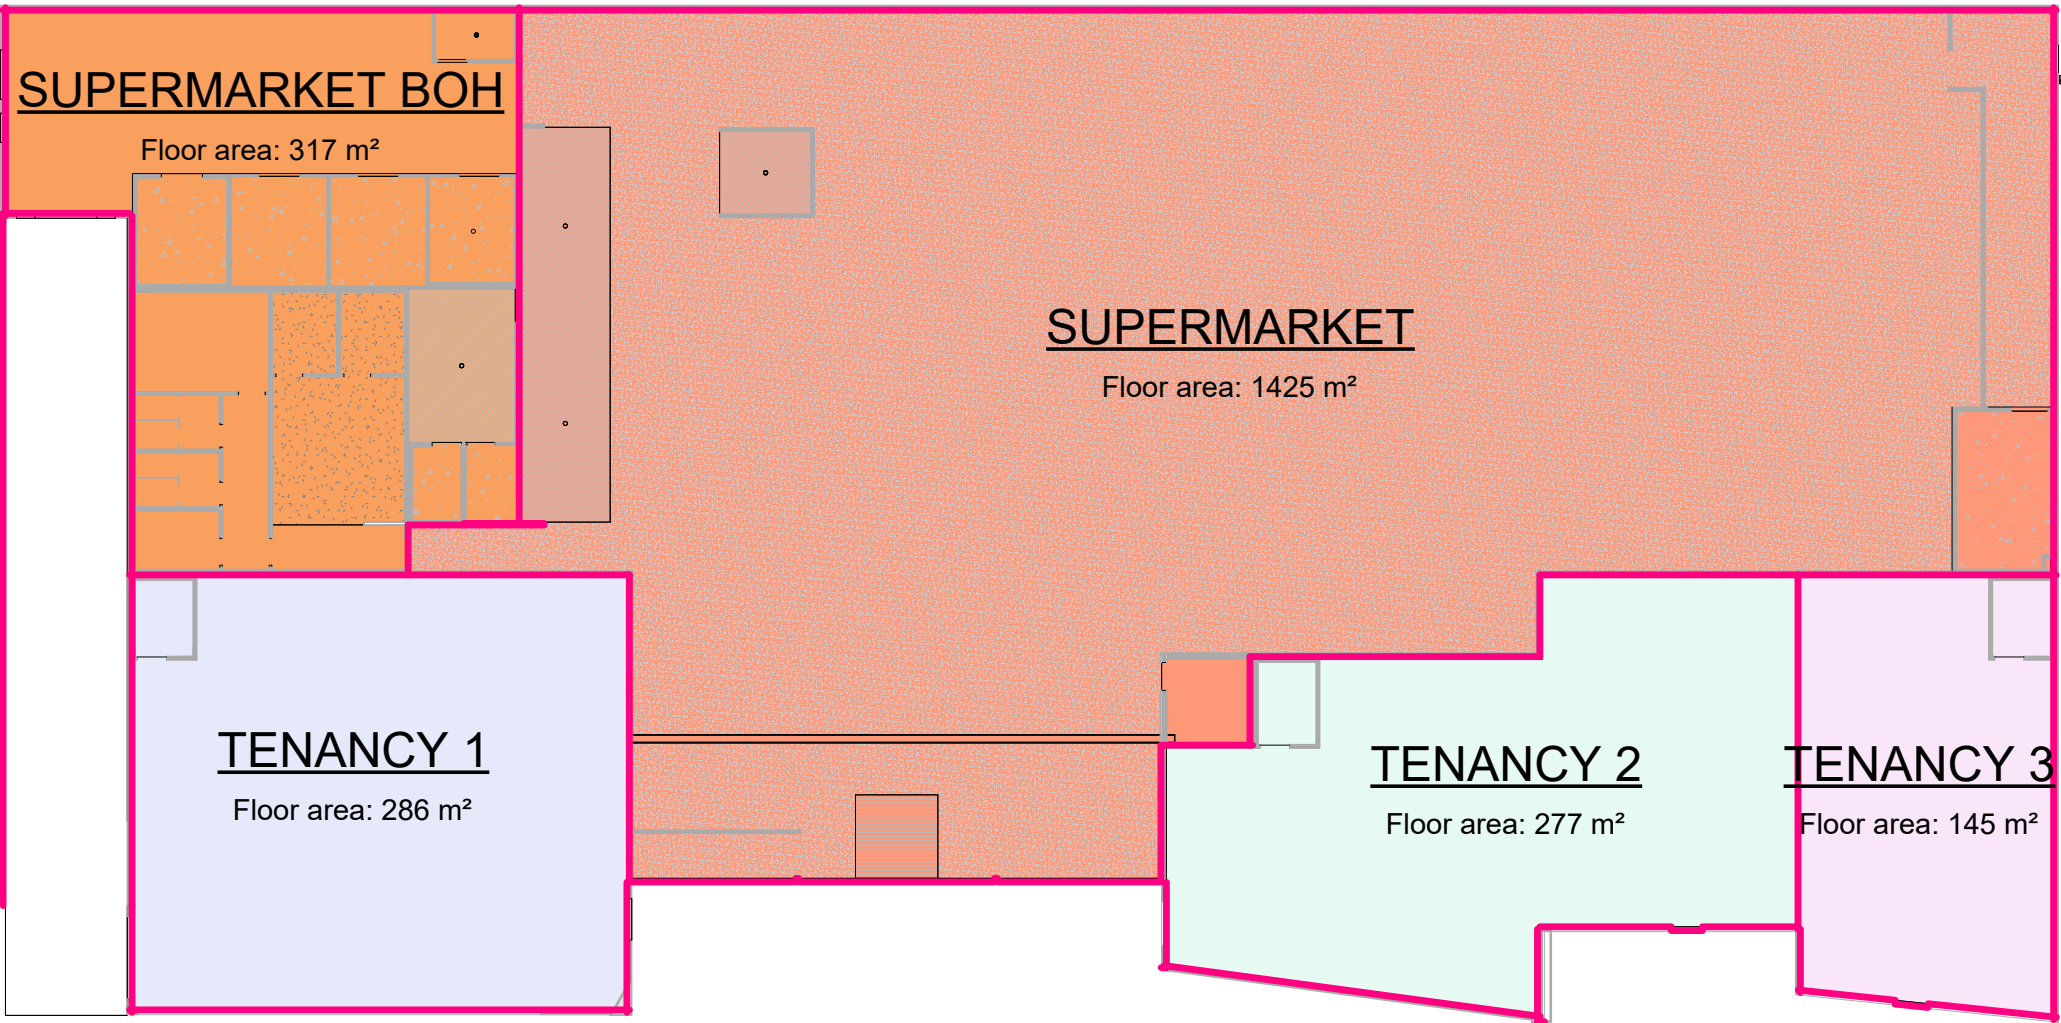 SUPERMARKET BOH
Floor area: 317 m²
SUPERMARKET
Floor area: 1425 m²
TENANCY 1
Floor area: 286 m²
TENANCY 2
Floor area: 277 m²
TENANCY 3
Floor area: 145 m²